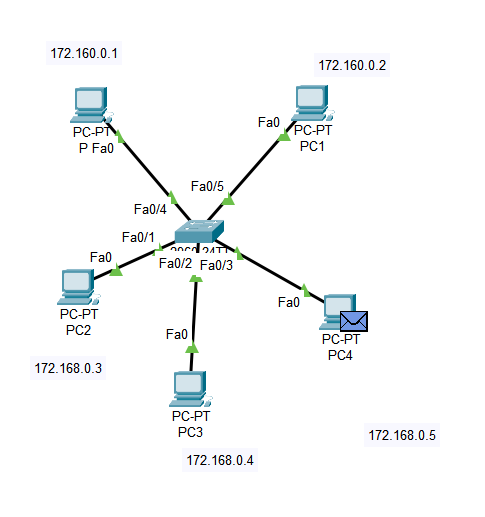 172.160.0.1
172.160.0.2
PC-PT
P Fa0
Fa0
PC-PT
PC1
Fa0/5
Fa0/4
Fa0/1
Fa0/2
Fa0/3
Fa0
PC-PT
PC2
Fa0
PC-PT
PC4
Fa0
172.168.0.3
PC-PT
PC3
172.168.0.5
172.168.0.4